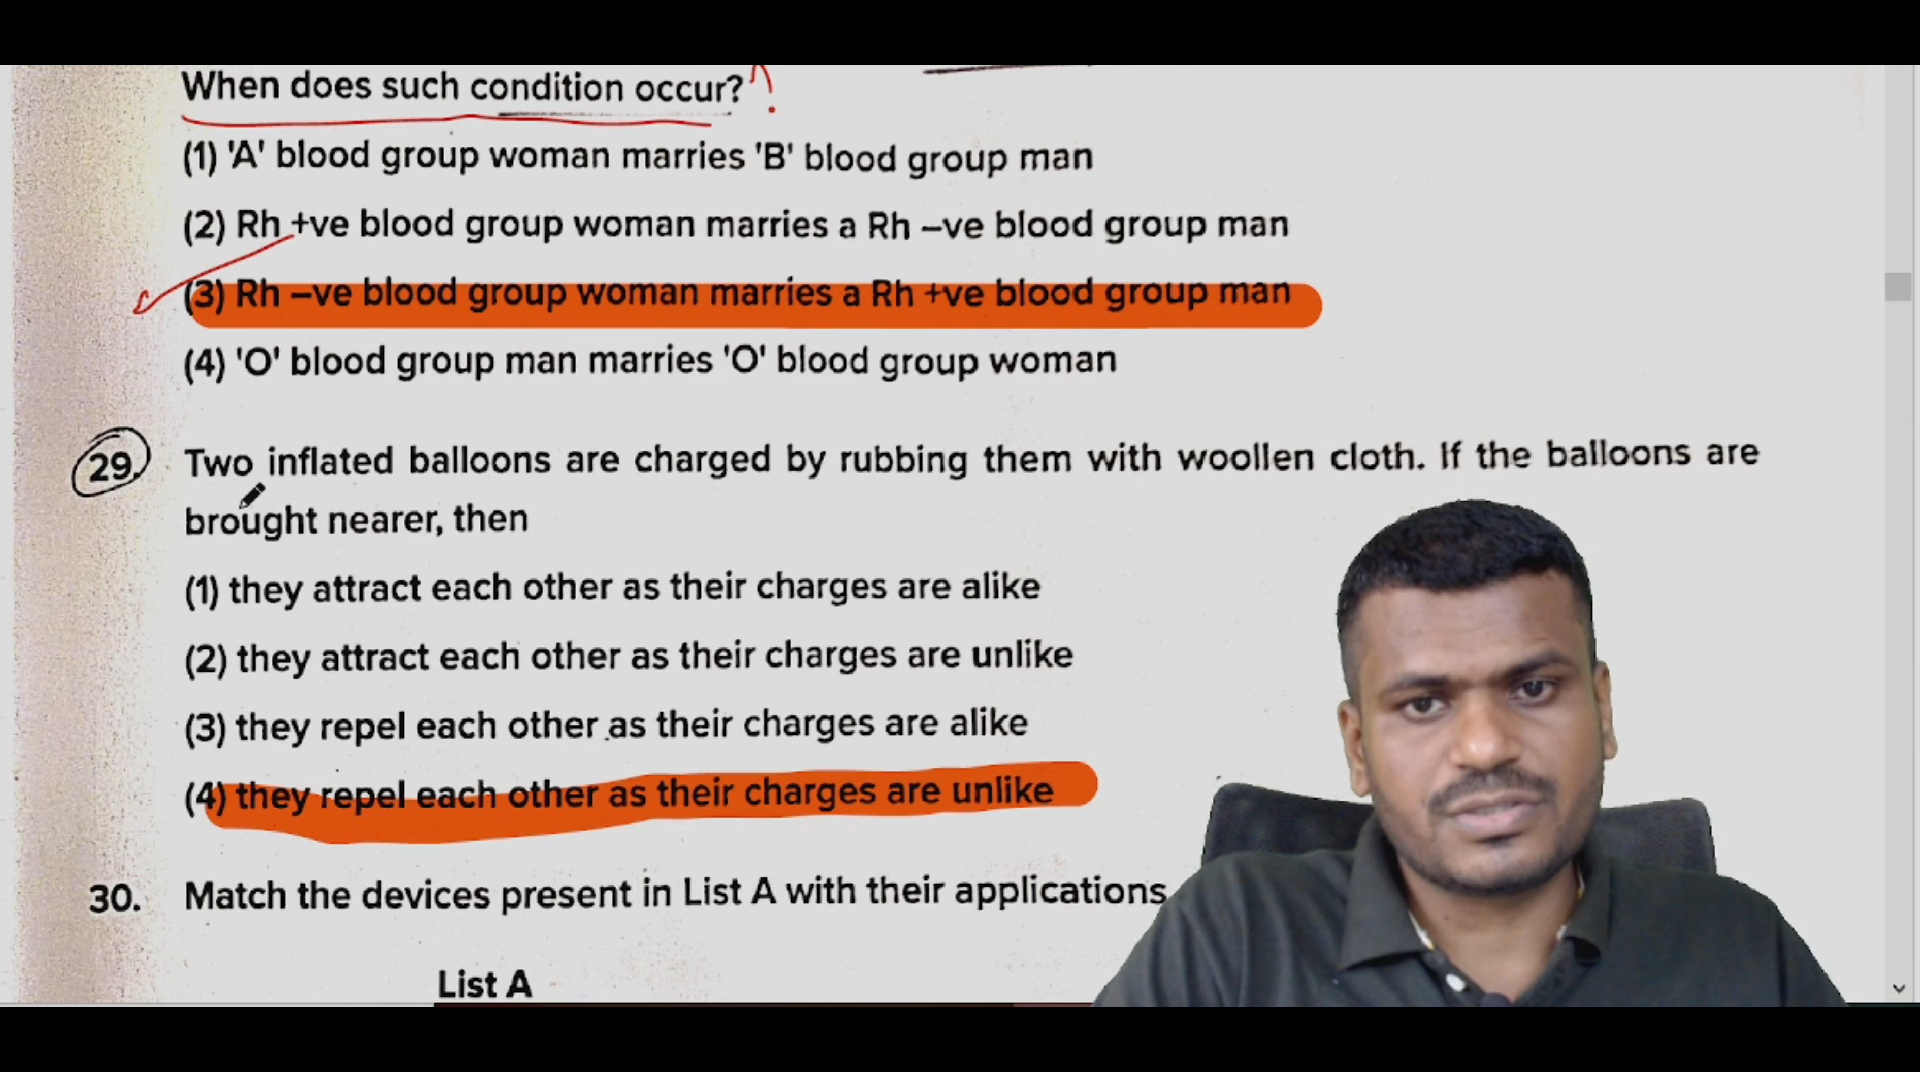 When does such condition occur?
(1) 'A' blood group woman marries 'B' blood group man
(2) Rh +ve blood group woman marries a Rh –ve blood group man
(3) Rh –ve blood group woman marries a Rh +ve blood group man
(4) 'O' blood group man marries 'O' blood group woman
29. Two inflated balloons are charged by rubbing them with woollen cloth. If the balloons are
brought nearer, then
(1) they attract each other as their charges are alike
(2) they attract each other as their charges are unlike
(3) they repel each other as their charges are alike
(4) they repel each other as their charges are unlike
30. Match the devices present in List A with their applications
List A